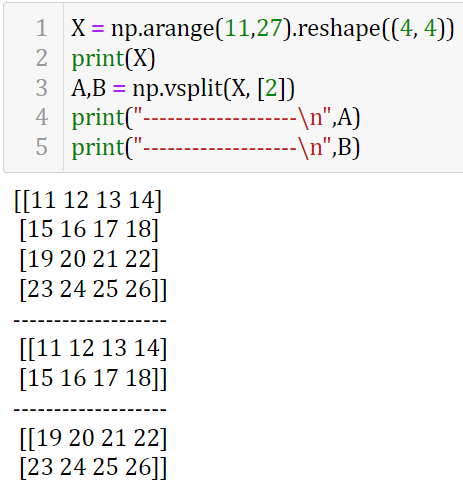 1 X = np.arange(11,27).reshape((4, 4))
2 print(X)
3 A,B = np.vsplit(X, [2])
4 print("-------------------\n",A)
5 print("-------------------\n",B)
[[11 12 13 14]
 [15 16 17 18]
 [19 20 21 22]
 [23 24 25 26]]
-------------------
 [[11 12 13 14]
 [15 16 17 18]]
-------------------
 [[19 20 21 22]
 [23 24 25 26]]